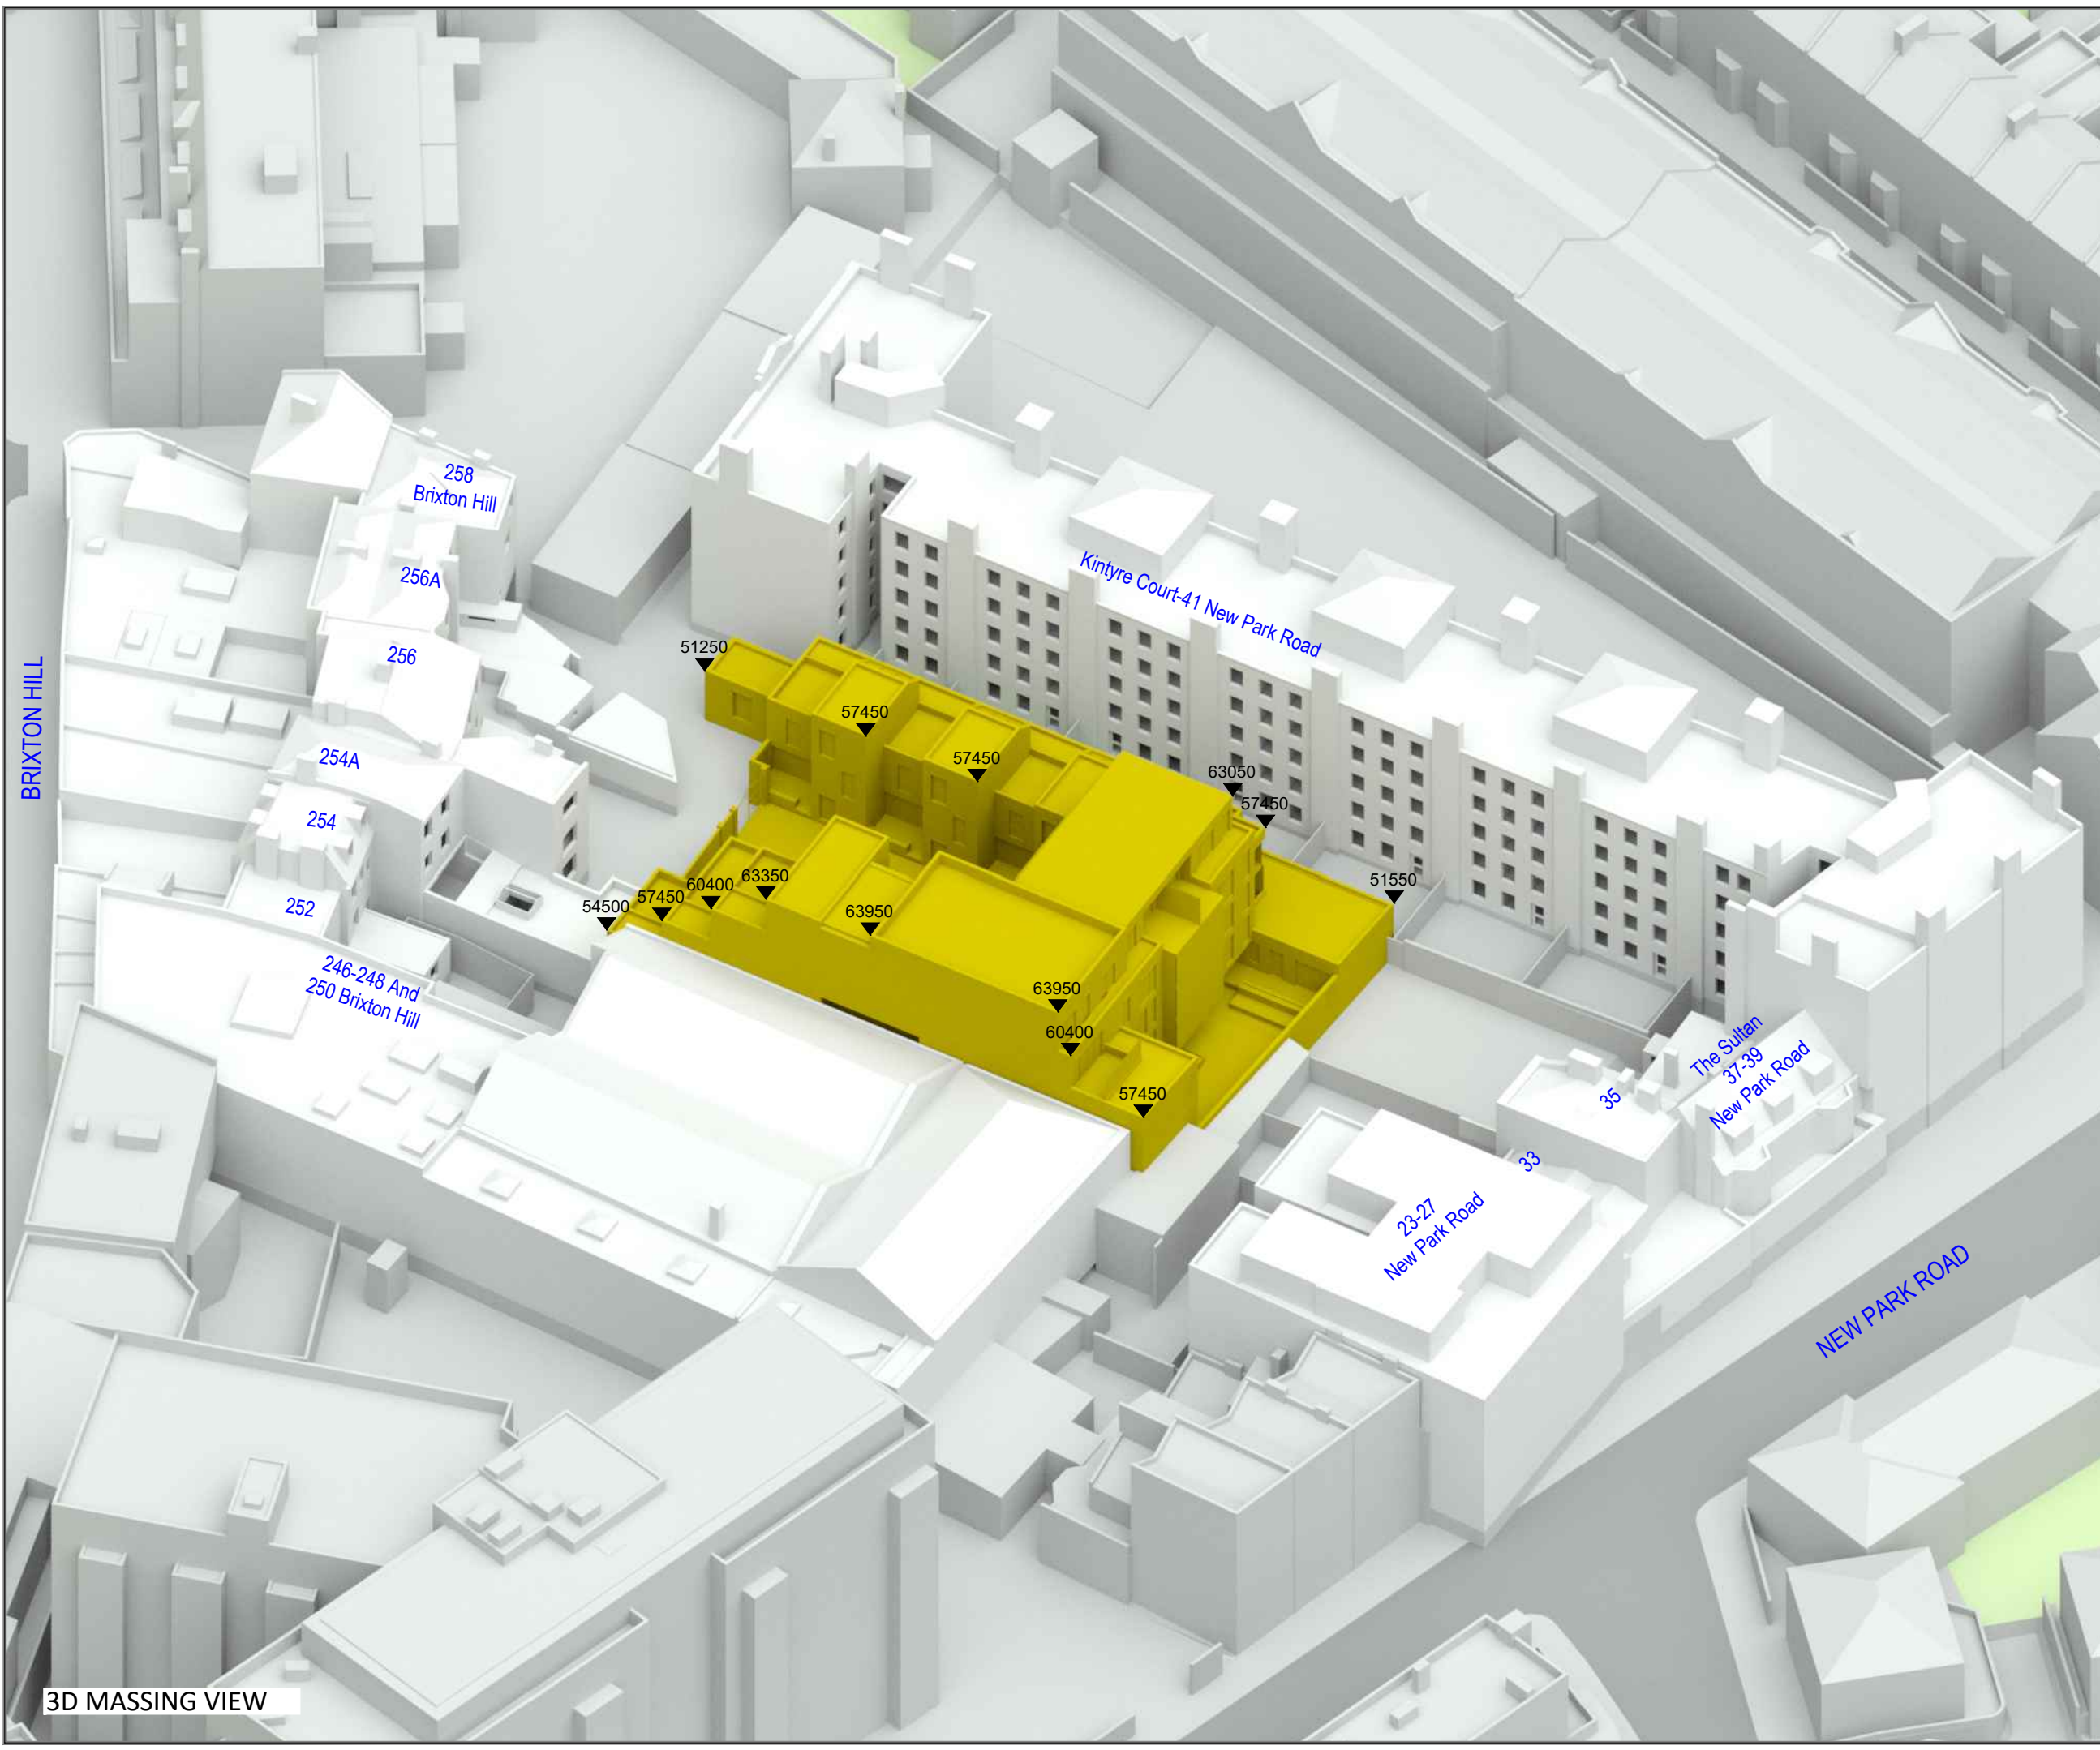 258
Brixton Hill
256A
Kintyre Court-41 New Park Road
256
BRIXTON HILL
51250
57450
57450
254A
63050
57450
254
63350
60400
57450
54500
63950
51550
252
246-248 And
250 Brixton Hill
63950
60400
57450
The Sultan
37-39
New Park Road
35
33
23-27
New Park Road
NEW PARK ROAD
3D MASSING VIEW